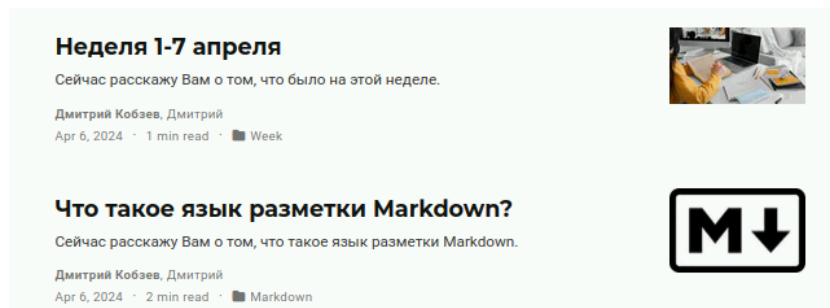 Неделя 1-7 апреля
Сейчас расскажу Вам о том, что было на этой неделе.
Дмитрий Кобзев, Дмитрий
Apr 6, 2024 · 1 min read · Week
Что такое язык разметки Markdown?
Сейчас расскажу Вам о том, что такое язык разметки Markdown.
M
Дмитрий Кобзев, Дмитрий
Apr 6, 2024 · 2 min read · Markdown